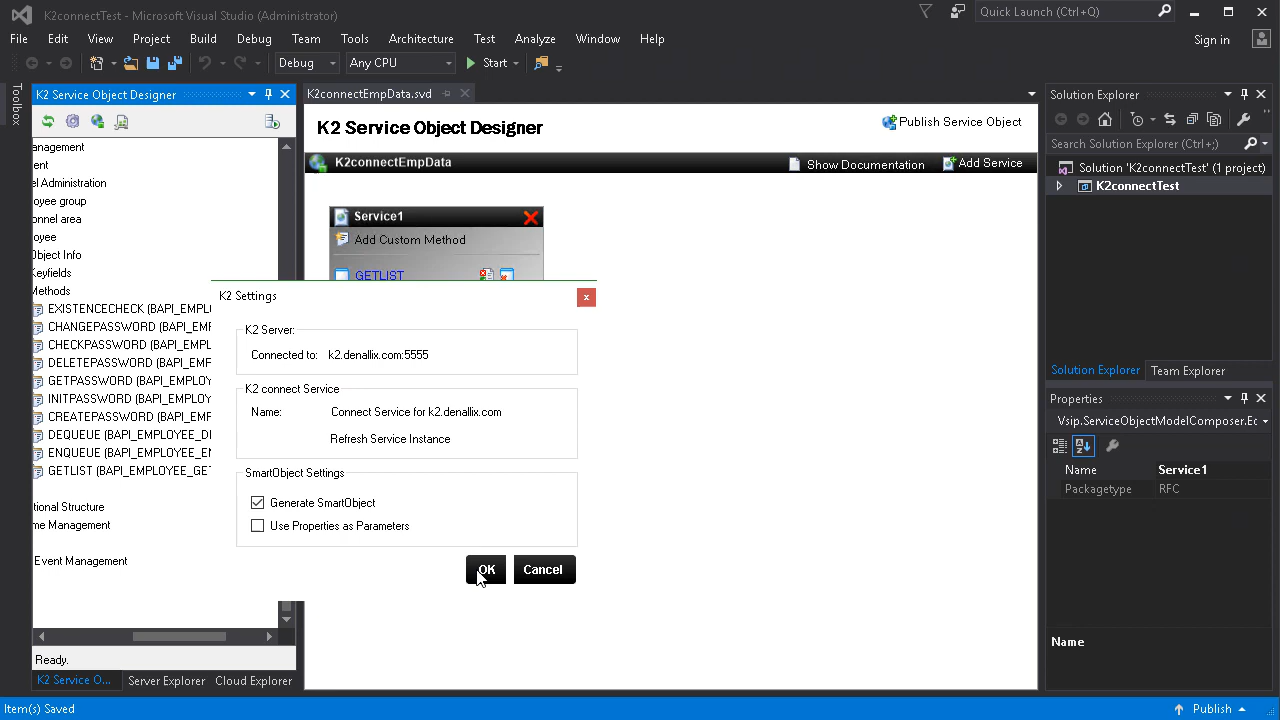 K2connectTest - Microsoft Visual Studio (Administrator)
Quick Launch (Ctrl+Q)
File Edit View Project Build Debug Team Tools Architecture Test Analyze Window Help
Sign in
Debug Any CPU Start
Toolbox
K2 Service Object Designer
anagement
ent
el Administration
oyee group
onnel area
oyee
Object Info
Keyfields
Methods
EXISTENCECHECK (BAPI_EMPL
CHANGEPASSWORD (BAPI_EMP
CHECKPASSWORD (BAPI_EMPL
DELETEPASSWORD (BAPI_EMPL
GETPASSWORD (BAPI_EMPLOY
INITPASSWORD (BAPI_EMPLOY
CREATEPASSWORD (BAPI_EMP
DEQUEUE (BAPI_EMPLOYEE_DE
ENQUEUE (BAPI_EMPLOYEE_EN
GETLIST (BAPI_EMPLOYEE_GE
tional Structure
me Management
Event Management
Ready.
K2 Service O... Server Explorer Cloud Explorer
K2connectEmpData.svd
K2 Service Object Designer
Publish Service Object
K2connectEmpData
Show Documentation Add Service
Service1
Add Custom Method
GETLIST
K2 Settings
x
K2 Server:
Connected to: k2.denallix.com:5555
K2 connect Service
Name: Connect Service for k2.denallix.com
Refresh Service Instance
SmartObject Settings
Generate SmartObject
Use Properties as Parameters
OK Cancel
Solution Explorer
Search Solution Explorer (Ctrl+;)
Solution 'K2connectTest' (1 project)
K2connectTest
Solution Explorer Team Explorer
Properties
Vsip.ServiceObjectModelComposer.Ec
Name Service1
Packagetype RFC
Name
Item(s) Saved
Publish